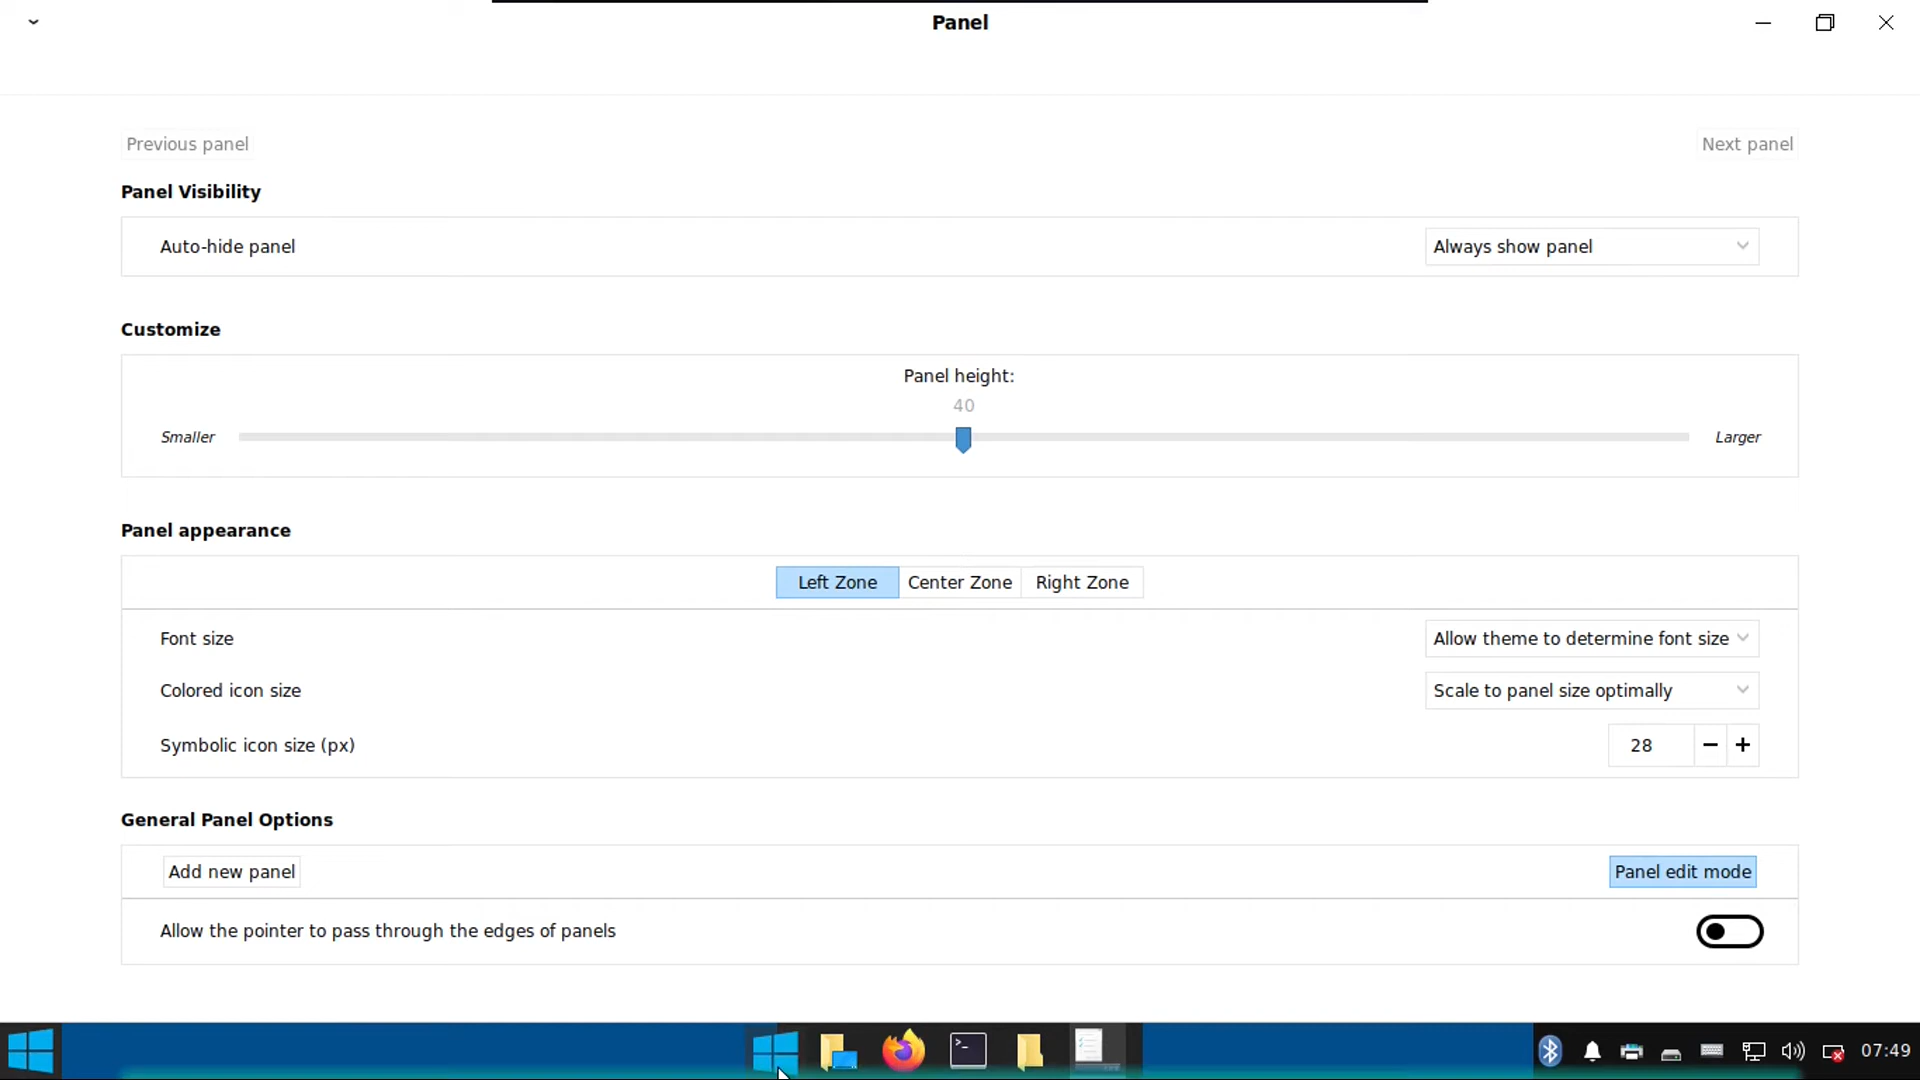 Panel
Previous panel
Next panel
Panel Visibility
Auto-hide panel
Always show panel
Customize
Panel height:
40
Smaller
Larger
Panel appearance
Left Zone
Center Zone
Right Zone
Font size
Allow theme to determine font size
Colored icon size
Scale to panel size optimally
Symbolic icon size (px)
28
General Panel Options
Add new panel
Panel edit mode
Allow the pointer to pass through the edges of panels
07:49